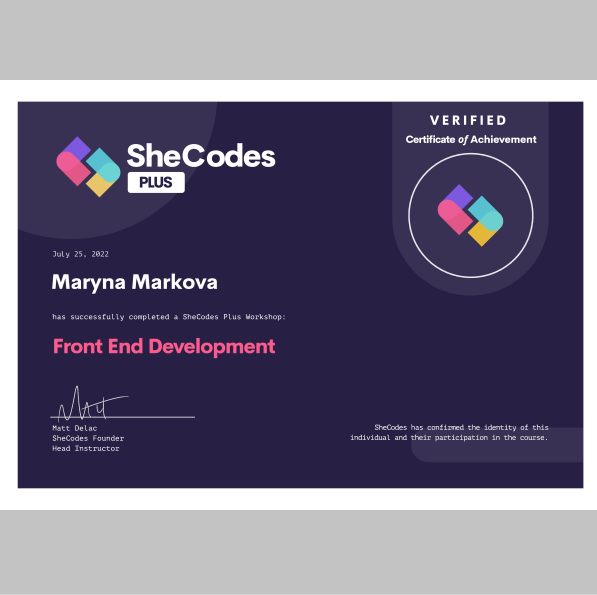 SheCodes
PLUS
VERIFIED
Certificate of Achievement
July 25, 2022
Maryna Markova
has successfully completed a SheCodes Plus Workshop:
Front End Development
Matt
Matt Delac
SheCodes Founder
Head Instructor
SheCodes has confirmed the identity of this
individual and their participation in the course.